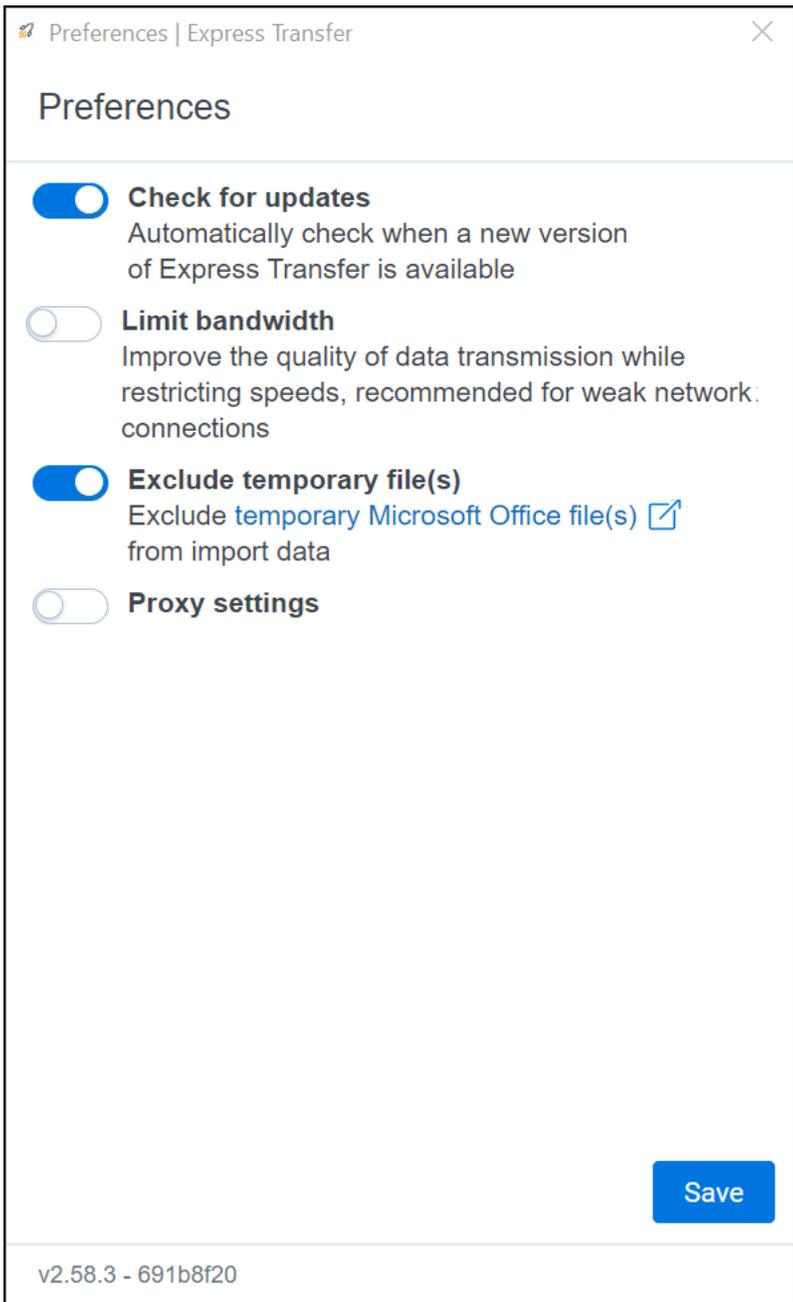 Preferences | Express Transfer
Preferences
Check for updates
Automatically check when a new version
of Express Transfer is available
Limit bandwidth
Improve the quality of data transmission while
restricting speeds, recommended for weak network
connections
Exclude temporary file(s)
Exclude temporary Microsoft Office file(s)
from import data
Proxy settings
Save
v2.58.3 - 691b8f20